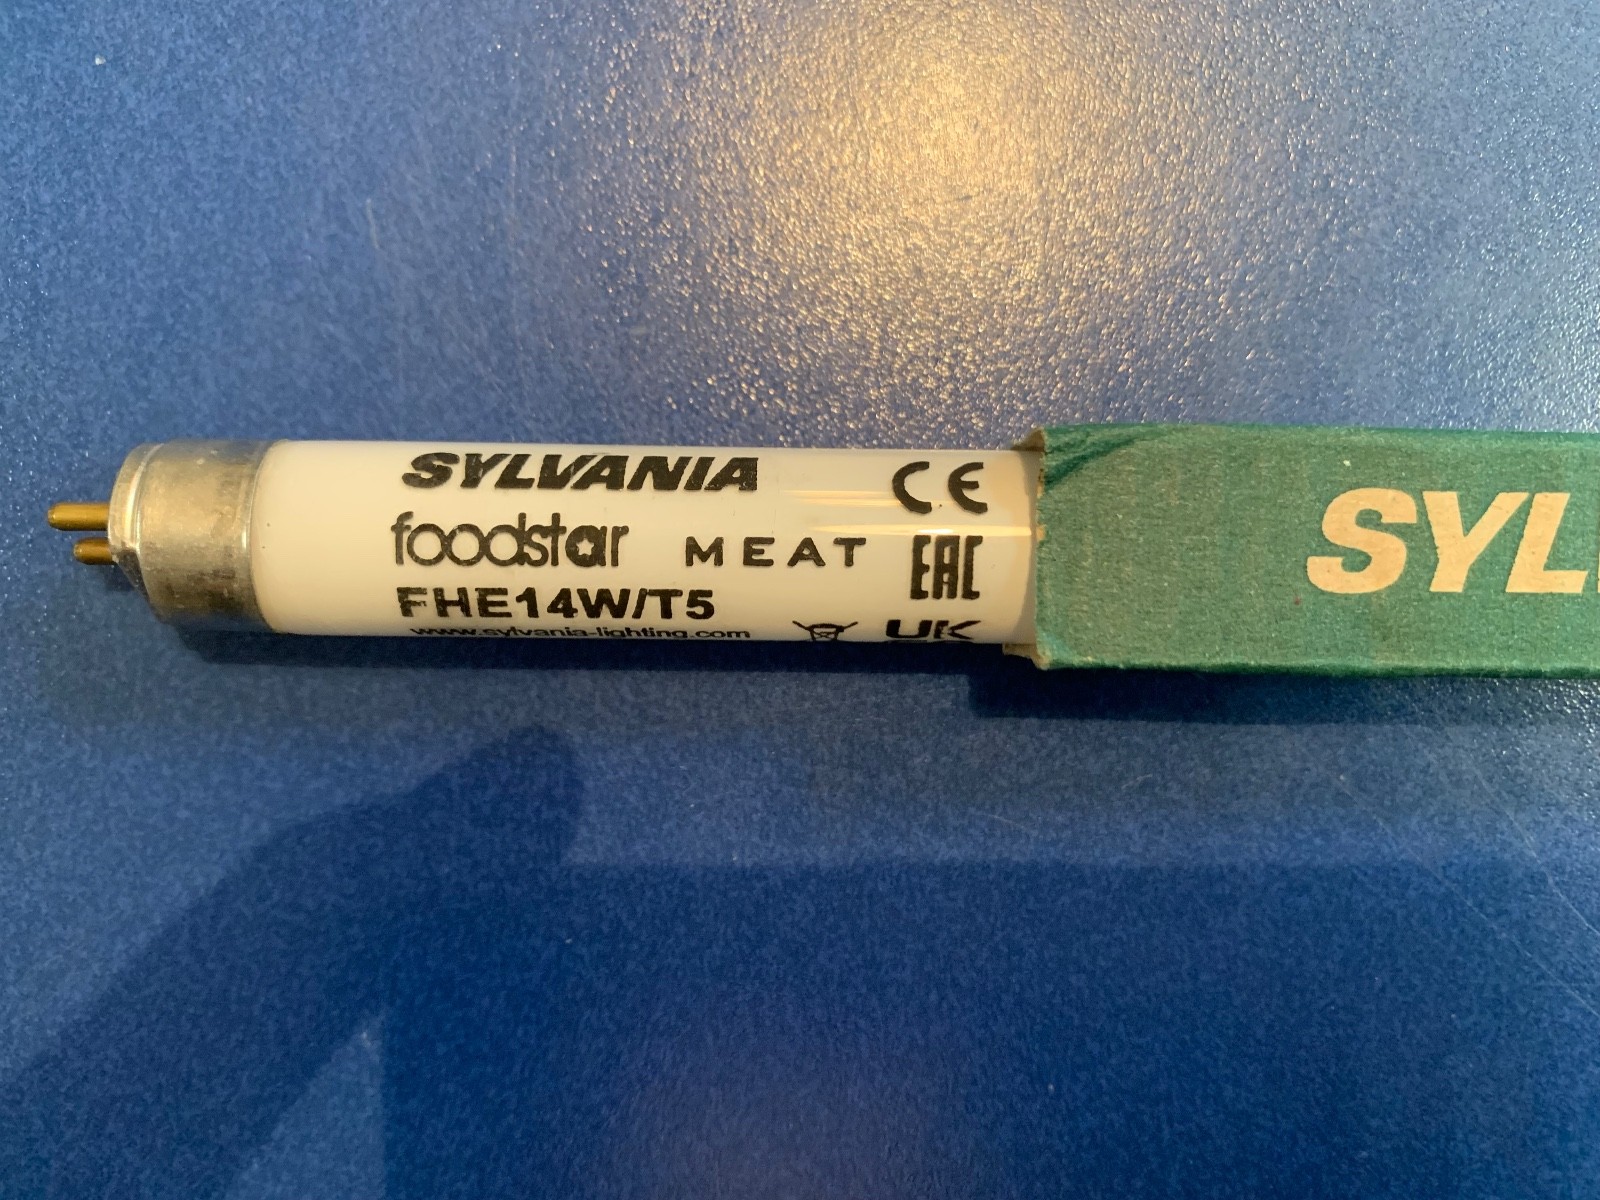 SYLVANIA
foodstar MEAT
FHE14W/T5
www.sylvania-lighting.com
CE
EAC
UK
SYL